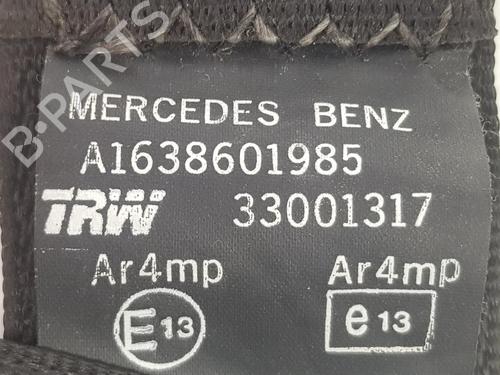 MERCEDES BENZ
A1638601985
TRW 33001317
Ar4mp Ar4mp
E13 e13
B-PARTS